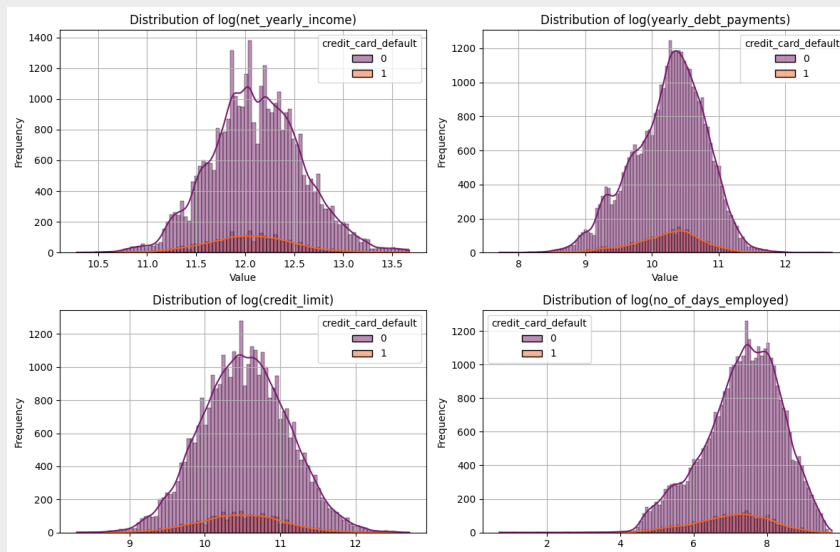 Distribution of log(net_yearly_income)
Frequency
1400
1200
1000
800
600
400
200
0
credit_card_default
0
1
10.5 11.0 11.5 12.0 12.5 13.0 13.5
Value
Distribution of log(yearly_debt_payments)
Frequency
1200
1000
800
600
400
200
0
credit_card_default
0
1
8 9 10 11 12
Value
Distribution of log(credit_limit)
Frequency
1200
1000
800
600
400
200
0
credit_card_default
0
1
9 10 11 12
Distribution of log(no_of_days_employed)
Frequency
1200
1000
800
600
400
200
0
credit_card_default
0
1
2 4 6 8